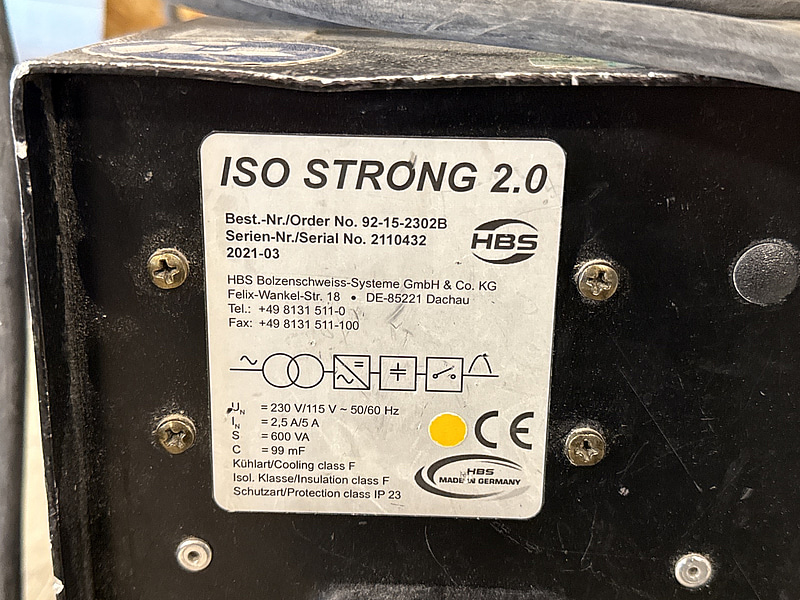 ISO STRONG 2.0
Best.-Nr./Order No. 92-15-2302B
Serien-Nr./Serial No. 2110432
2021-03
HBS
HBS Bolzenschweiss-Systeme GmbH & Co. KG
Felix-Wankel-Str. 18 • DE-85221 Dachau
Tel.: +49 8131 511-0
Fax: +49 8131 511-100
U_N = 230 V/115 V ~ 50/60 Hz
I_N = 2,5 A/5 A
S = 600 VA
C = 99 mF
Kühlart/Cooling class F
Isol. Klasse/Insulation class F
Schutzart/Protection class IP 23
CE
HBS
MADE IN GERMANY